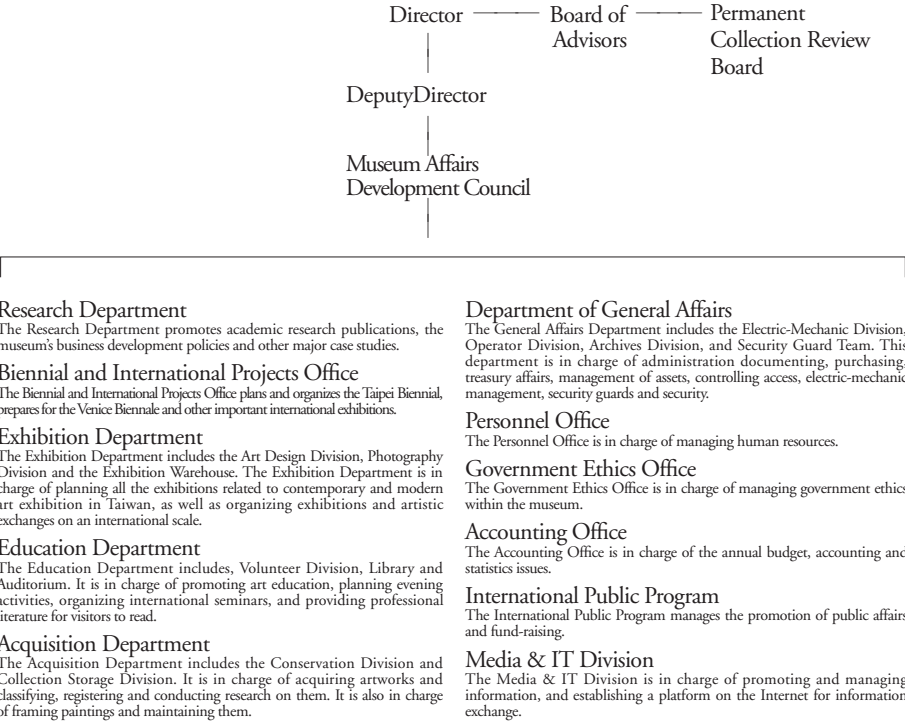 Director
Board of
Advisors
Permanent
Collection Review
Board
DeputyDirector
Museum Affairs
Development Council
Research Department
The Research Department promotes academic research publications, the
museum's business development policies and other major case studies.
Biennial and International Projects Office
The Biennial and International Projects Office plans and organizes the Taipei Biennial,
prepares for the Venice Biennale and other important international exhibitions.
Exhibition Department
The Exhibition Department includes the Art Design Division, Photography
Division and the Exhibition Warehouse. The Exhibition Department is in
charge of planning all the exhibitions related to contemporary and modern
art exhibition in Taiwan, as well as organizing exhibitions and artistic
exchanges on an international scale.
Education Department
The Education Department includes, Volunteer Division, Library and
Auditorium. It is in charge of promoting art education, planning evening
activities, organizing international seminars, and providing professional
literature for visitors to read.
Acquisition Department
The Acquisition Department includes the Conservation Division and
Collection Storage Division. It is in charge of acquiring artworks and
classifying, registering and conducting research on them. It is also in charge
of framing paintings and maintaining them.
Department of General Affairs
The General Affairs Department includes the Electric-Mechanic Division,
Operator Division, Archives Division, and Security Guard Team. This
department is in charge of administration documenting, purchasing,
treasury affairs, management of assets, controlling access, electric-mechanic
management, security guards and security.
Personnel Office
The Personnel Office is in charge of managing human resources.
Government Ethics Office
The Government Ethics Office is in charge of managing government ethics
within the museum.
Accounting Office
The Accounting Office is in charge of the annual budget, accounting and
statistics issues.
International Public Program
The International Public Program manages the promotion of public affairs
and fund-raising.
Media & IT Division
The Media & IT Division is in charge of promoting and managing
information, and establishing a platform on the Internet for information
exchange.